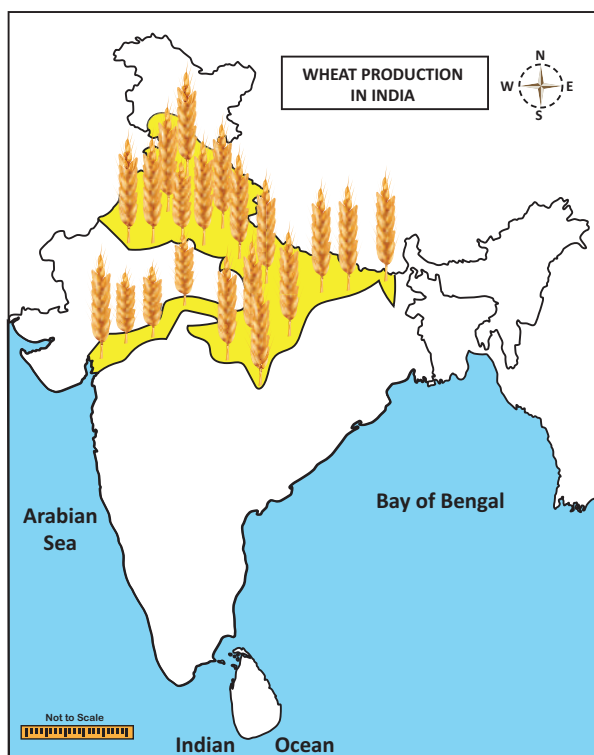 WHEAT PRODUCTION
IN INDIA
N
W
E
S
Arabian
Sea
Bay of Bengal
Not to Scale
Indian Ocean